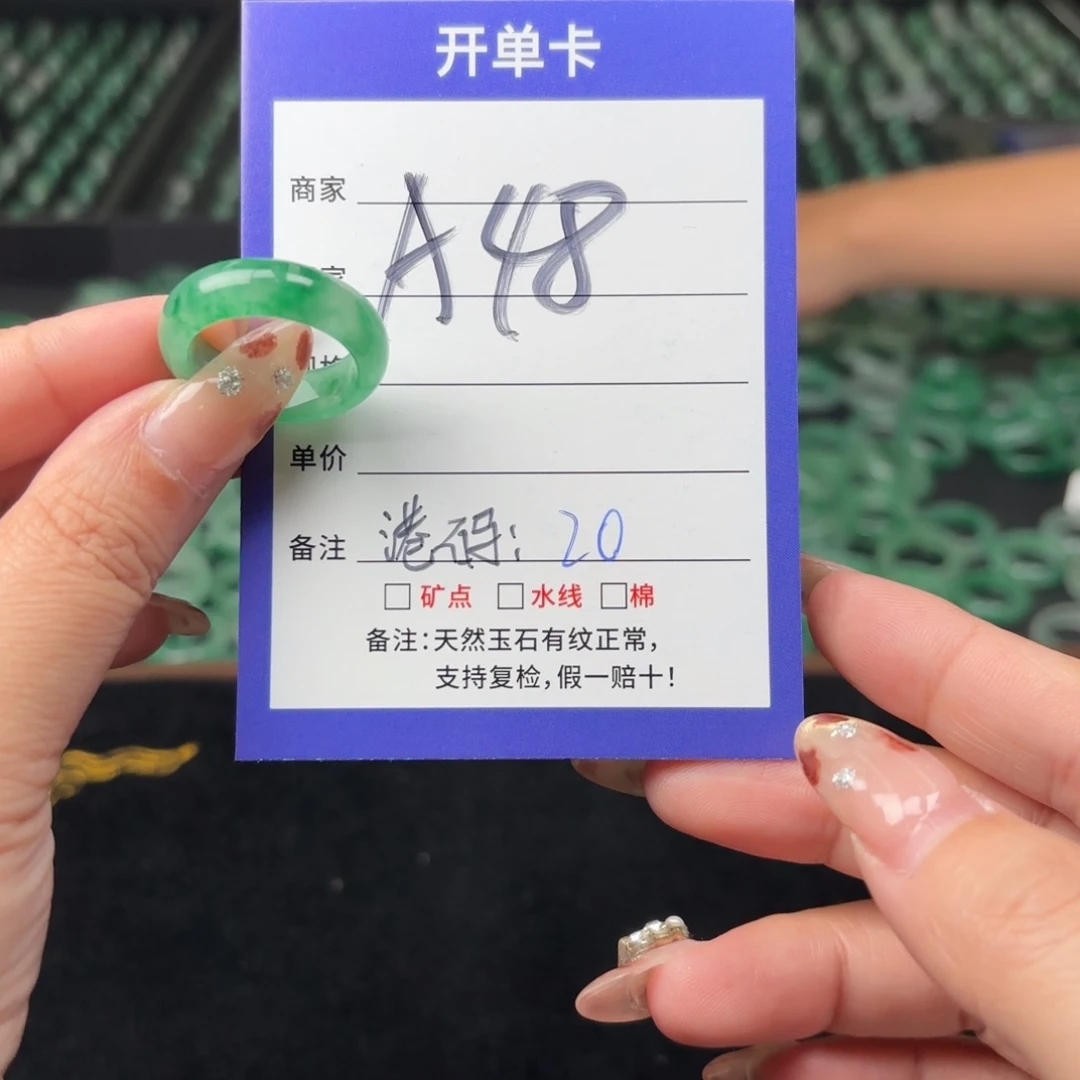 开单卡
商家 A48
家
单价
备注 港码: 20
□ 矿点 □ 水线 □棉
备注:天然玉石有纹正常,
支持复检,假一赔十!